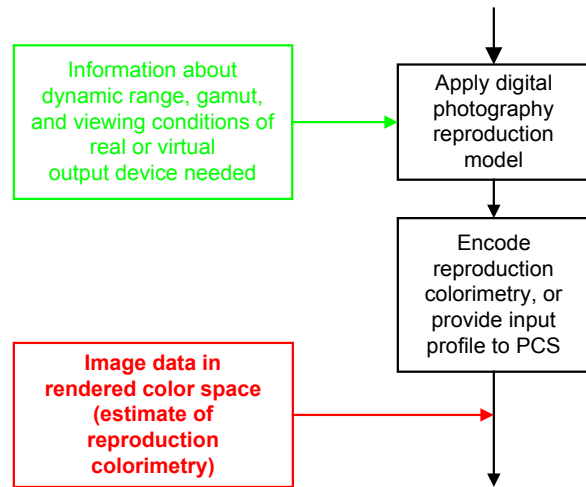 Information about
dynamic range, gamut,
and viewing conditions of
real or virtual
output device needed
Apply digital
photography
reproduction
model
Encode
reproduction
colorimetry, or
provide input
profile to PCS
Image data in
rendered color space
(estimate of
reproduction
colorimetry)